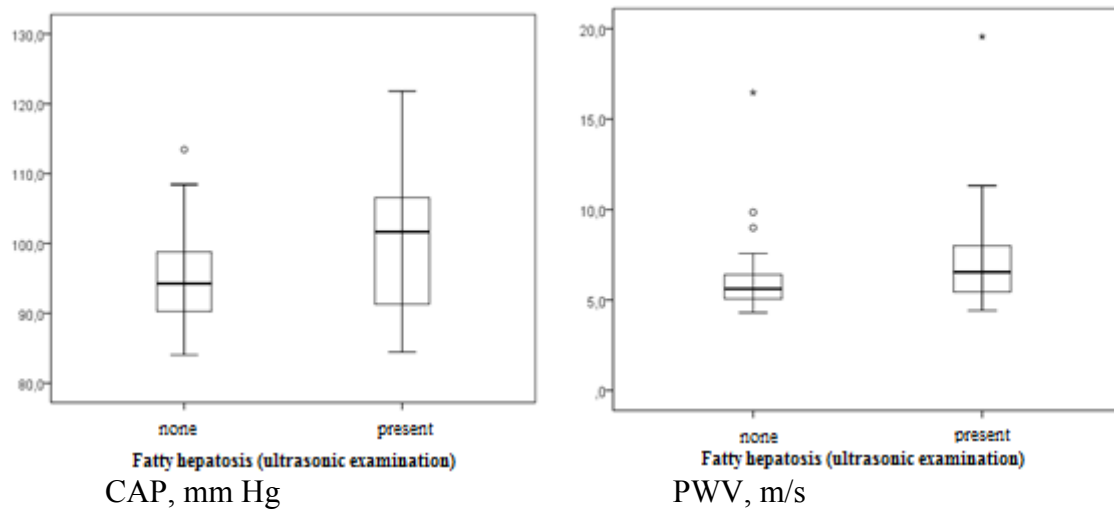 130,0
120,0
110,0
100,0
90,0
80,0
none present
Fatty hepatosis (ultrasonic examination)
CAP, mm Hg
20,0
15,0
10,0
5,0
,0
none present
Fatty hepatosis (ultrasonic examination)
PWV, m/s